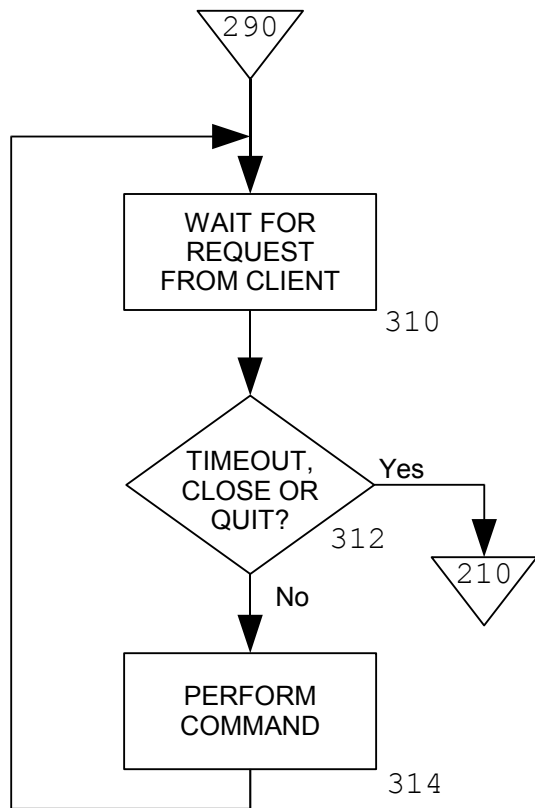 290
WAIT FOR
REQUEST
FROM CLIENT
310
TIMEOUT,
CLOSE OR
QUIT?
Yes
312
210
No
PERFORM
COMMAND
314